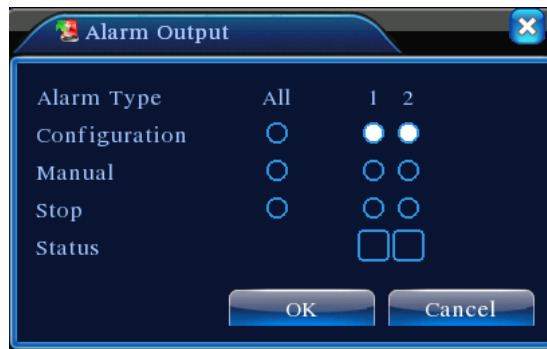 Alarm Output
Alarm Type All 1 2
Configuration
Manual
Stop
Status
OK Cancel